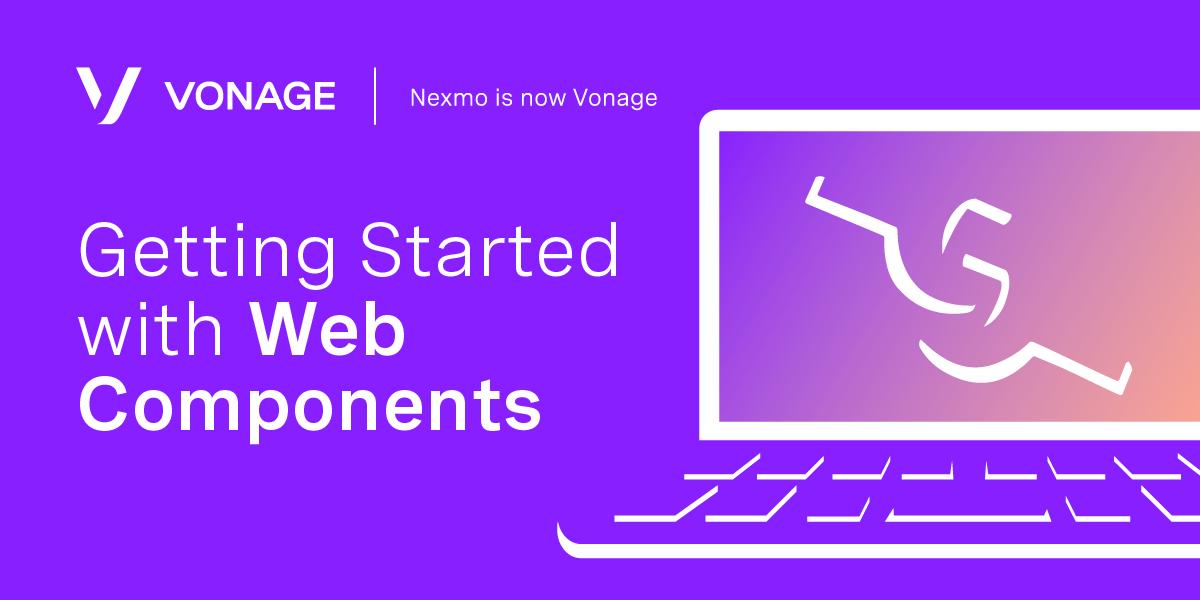 VONAGE
Nexmo is now Vonage
Getting Started
with Web
Components